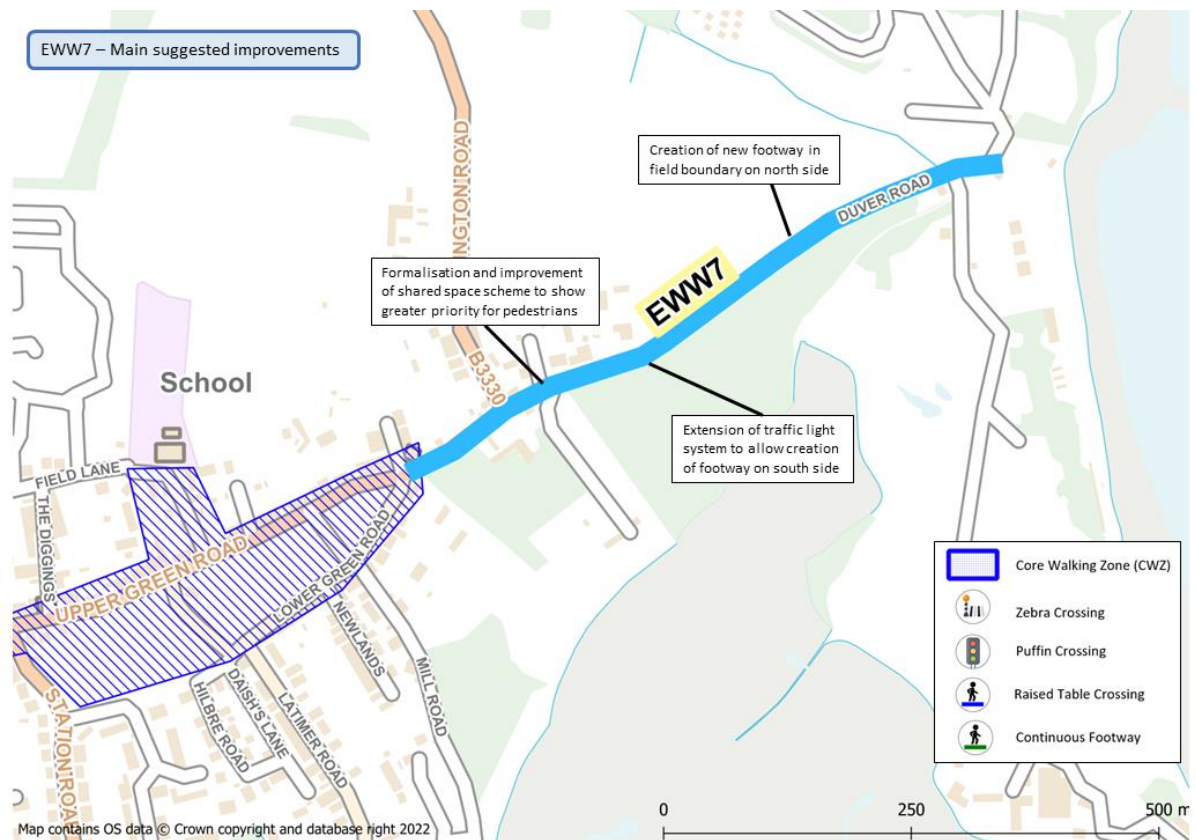 EWW7 – Main suggested improvements
Creation of new footway in
field boundary on north side
DUVER ROAD
INGTON ROAD
Formalisation and improvement
of shared space scheme to show
greater priority for pedestrians
EWW7
B3330
School
Extension of traffic light
system to allow creation
of footway on south side
FIELD LANE
THE DIGGINGS
UPPER GREEN ROAD
LOWER GREEN ROAD
NEWLANDS
MILL ROAD
STATION ROAD
HILBRE ROAD
DAISH'S LANE
LATIMER ROAD
Core Walking Zone (CWZ)
Zebra Crossing
Puffin Crossing
Raised Table Crossing
Continuous Footway
0 250 500 m
Map contains OS data © Crown copyright and database right 2022